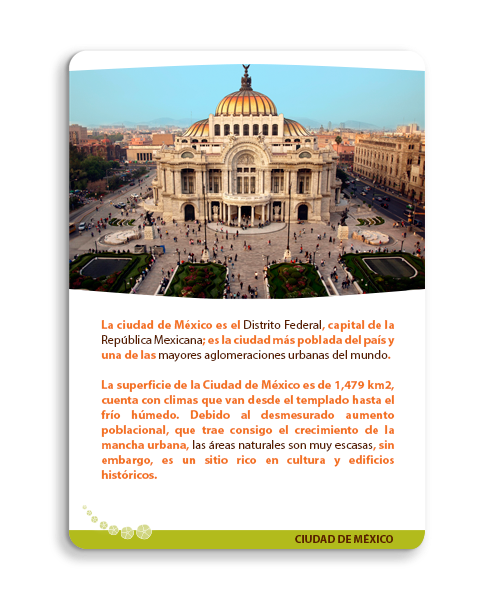 La ciudad de México es el Distrito Federal, capital de la
República Mexicana; es la ciudad más poblada del país y
una de las mayores aglomeraciones urbanas del mundo.
La superficie de la Ciudad de México es de 1,479 km2,
cuenta con climas que van desde el templado hasta el
frío húmedo. Debido al desmesurado aumento
poblacional, que trae consigo el crecimiento de la
mancha urbana, las áreas naturales son muy escasas, sin
embargo, es un sitio rico en cultura y edificios
históricos.
CIUDAD DE MÉXICO